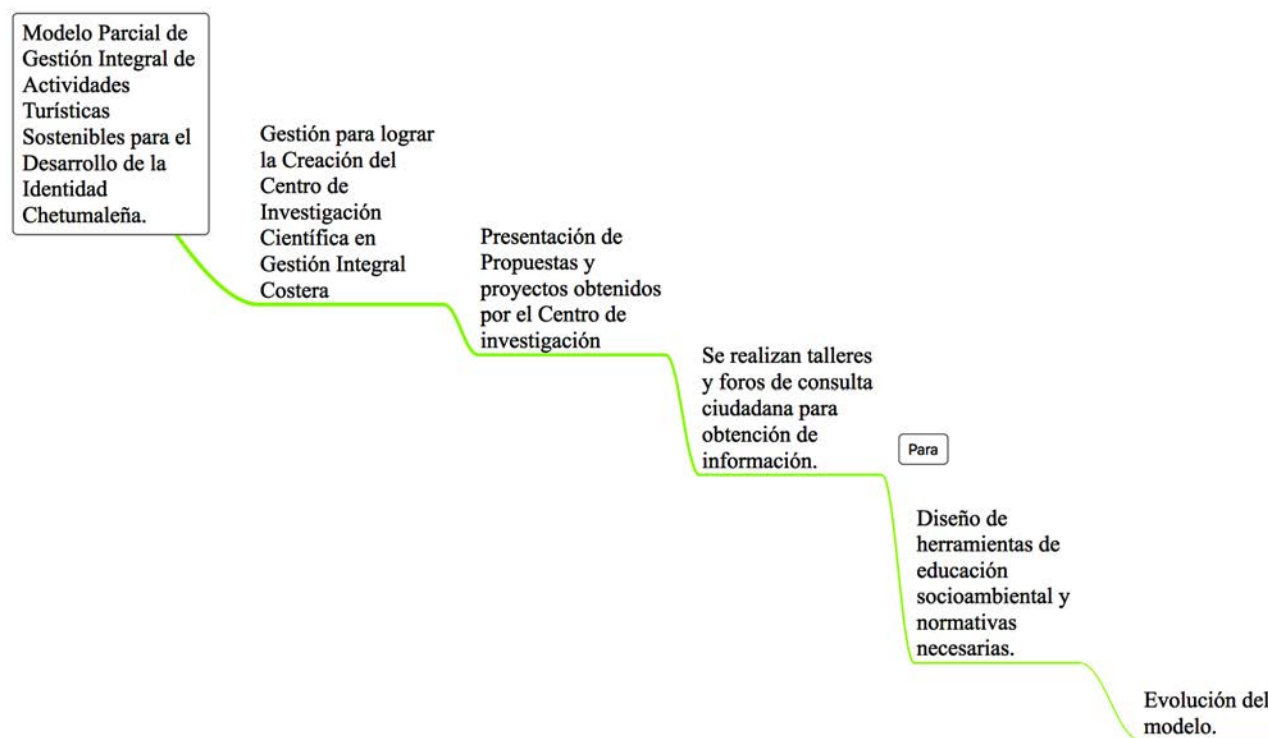 Modelo Parcial de
Gestión Integral de
Actividades
Turísticas
Sostenibles para el
Desarrollo de la
Identidad
Chetumaleña.
Gestión para lograr
la Creación del
Centro de
Investigación
Científica en
Gestión Integral
Costera
Presentación de
Propuestas y
proyectos obtenidos
por el Centro de
investigación
Se realizan talleres
y foros de consulta
ciudadana para
obtención de
información.
Para
Diseño de
herramientas de
educación
socioambiental y
normativas
necesarias.
Evolución del
modelo.